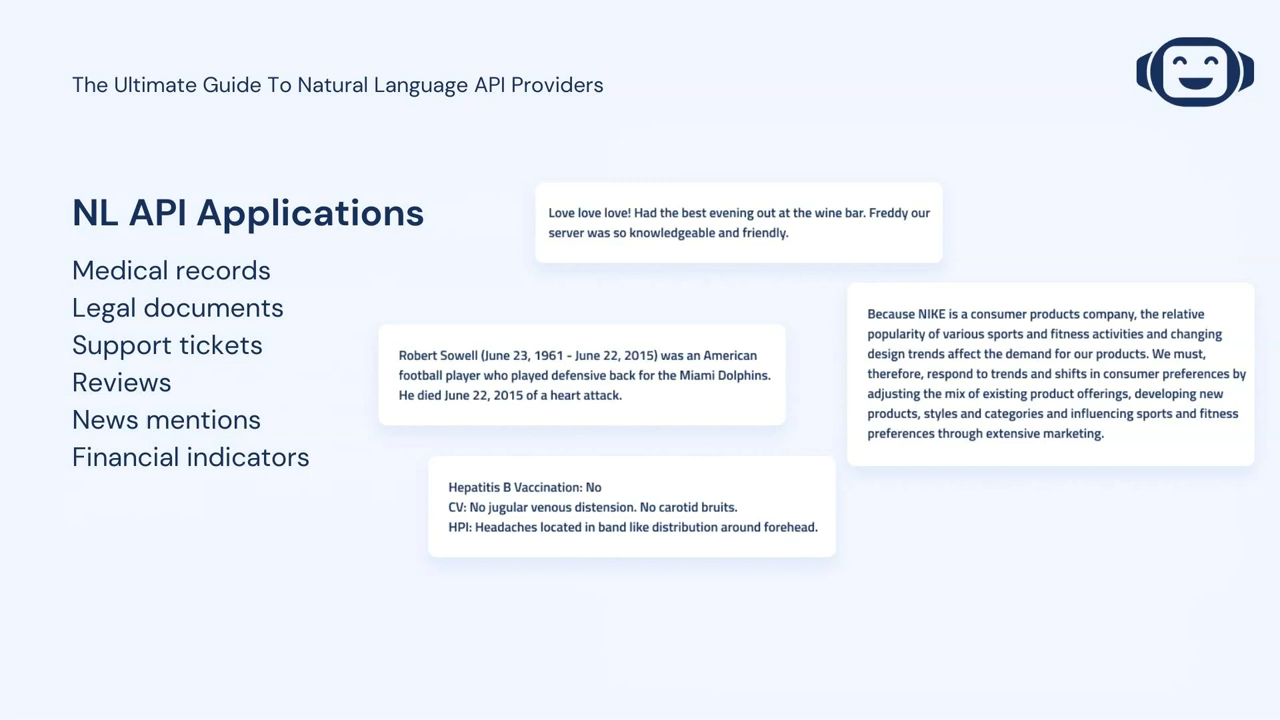 The Ultimate Guide To Natural Language API Providers
NL API Applications
Medical records
Legal documents
Support tickets
Reviews
News mentions
Financial indicators
Love love love! Had the best evening out at the wine bar. Freddy our
server was so knowledgeable and friendly.
Robert Sowell (June 23, 1961 - June 22, 2015) was an American
football player who played defensive back for the Miami Dolphins.
He died June 22, 2015 of a heart attack.
Because NIKE is a consumer products company, the relative
popularity of various sports and fitness activities and changing
design trends affect the demand for our products. We must,
therefore, respond to trends and shifts in consumer preferences by
adjusting the mix of existing product offerings, developing new
products, styles and categories and influencing sports and fitness
preferences through extensive marketing.
Hepatitis B Vaccination: No
CV: No jugular venous distension. No carotid bruits.
HPI: Headaches located in band like distribution around forehead.